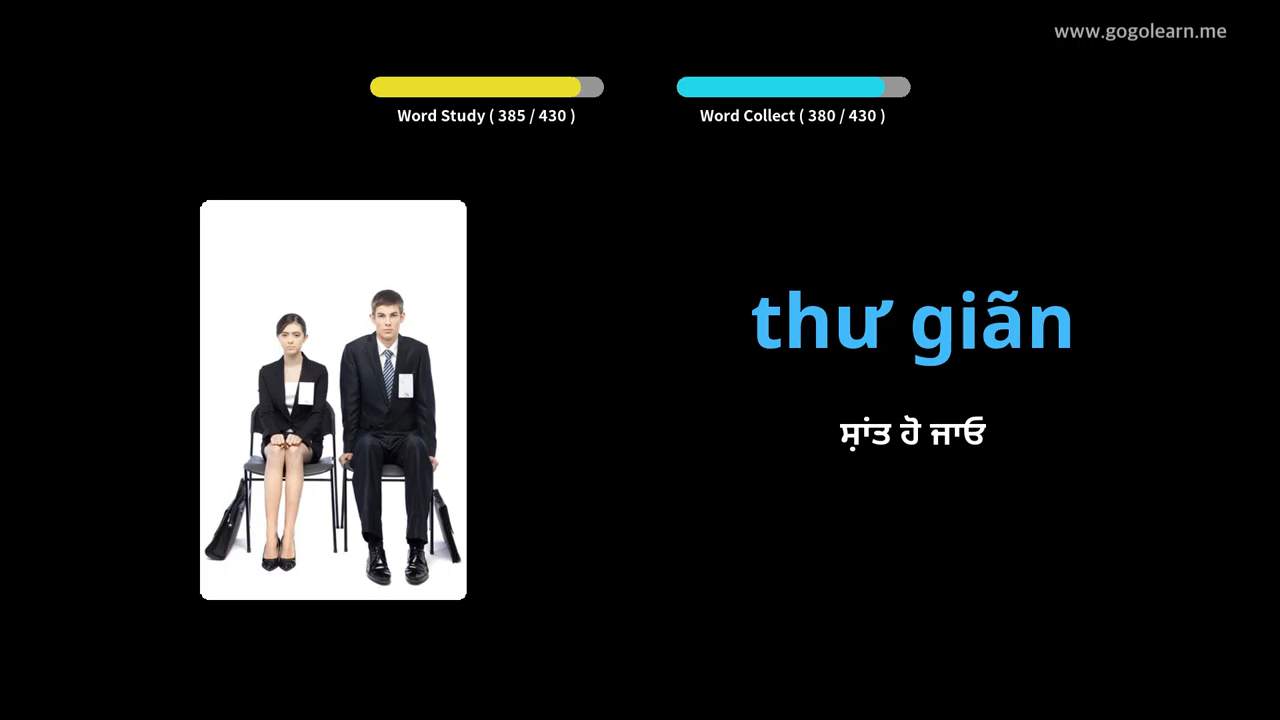 www.gogolearn.me
Word Study ( 385 / 430 )
Word Collect ( 380 / 430 )
thư giãn
ਸ਼ਾਂਤ ਹੋ ਜਾਓ